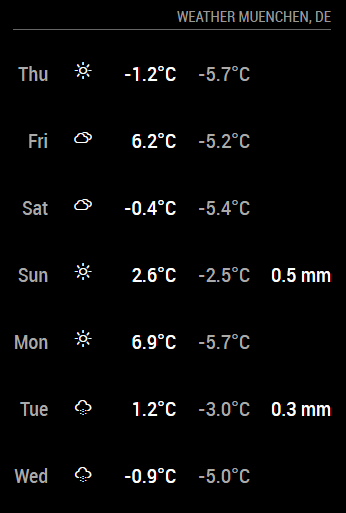 WEATHER MUENCHEN, DE
Thu -1.2°C -5.7°C
Fri 6.2°C -5.2°C
Sat -0.4°C -5.4°C
Sun 2.6°C -2.5°C 0.5 mm
Mon 6.9°C -5.7°C
Tue 1.2°C -3.0°C 0.3 mm
Wed -0.9°C -5.0°C